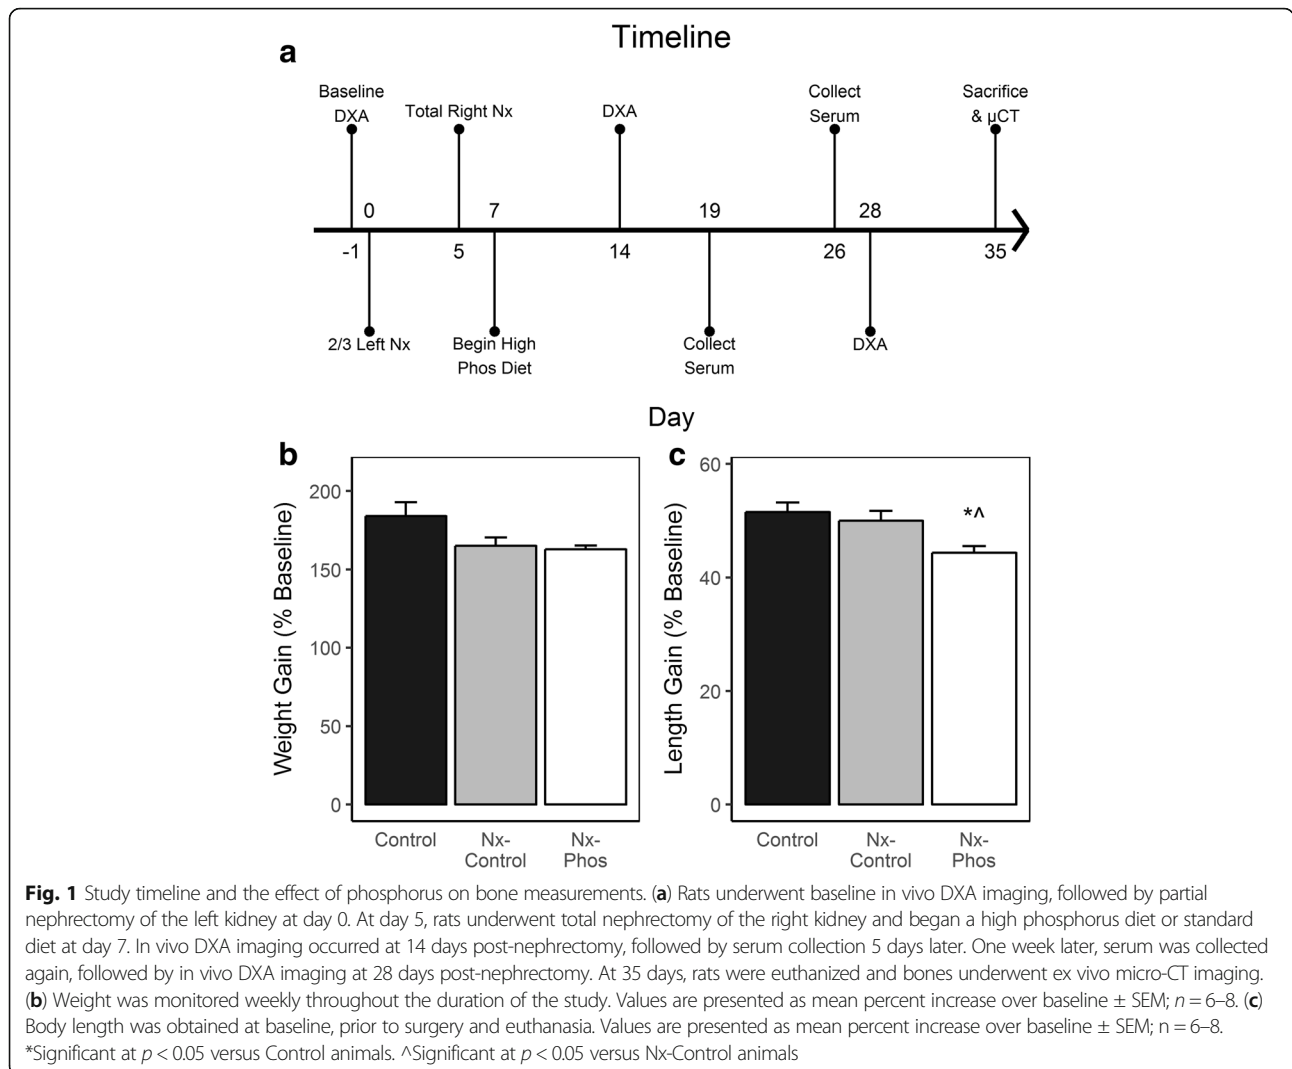 Timeline
a
Baseline
DXA
Total Right Nx
DXA
Collect
Serum
Sacrifice
& µCT
0
7
19
28
-1
5
14
26
35
2/3 Left Nx
Begin High
Phos Diet
Collect
Serum
DXA
Day
b
Weight Gain (% Baseline)
200
150
100
50
0
Control
Nx-
Control
Nx-
Phos
c
Length Gain (% Baseline)
60
40
20
0
*^
Control
Nx-
Control
Nx-
Phos
Fig. 1 Study timeline and the effect of phosphorus on bone measurements. (a) Rats underwent baseline in vivo DXA imaging, followed by partial
nephrectomy of the left kidney at day 0. At day 5, rats underwent total nephrectomy of the right kidney and began a high phosphorus diet or standard
diet at day 7. In vivo DXA imaging occurred at 14 days post-nephrectomy, followed by serum collection 5 days later. One week later, serum was collected
again, followed by in vivo DXA imaging at 28 days post-nephrectomy. At 35 days, rats were euthanized and bones underwent ex vivo micro-CT imaging.
(b) Weight was monitored weekly throughout the duration of the study. Values are presented as mean percent increase over baseline ± SEM; n = 6–8. (c)
Body length was obtained at baseline, prior to surgery and euthanasia. Values are presented as mean percent increase over baseline ± SEM; n = 6–8.
*Significant at p < 0.05 versus Control animals. ^Significant at p < 0.05 versus Nx-Control animals